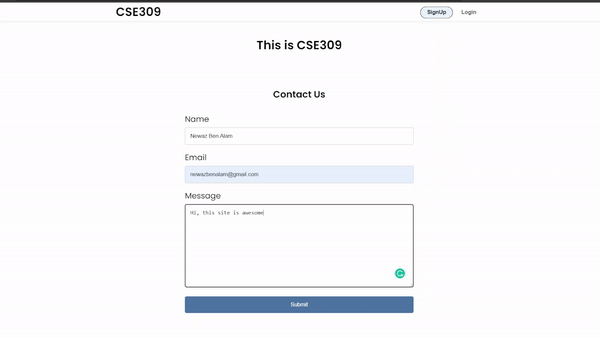 CSE309
SignUp
Login
This is CSE309
Contact Us
Name
Newaz Ben Alam
Email
newazbenalam@gmail.com
Message
Hi, this site is awesome
Submit